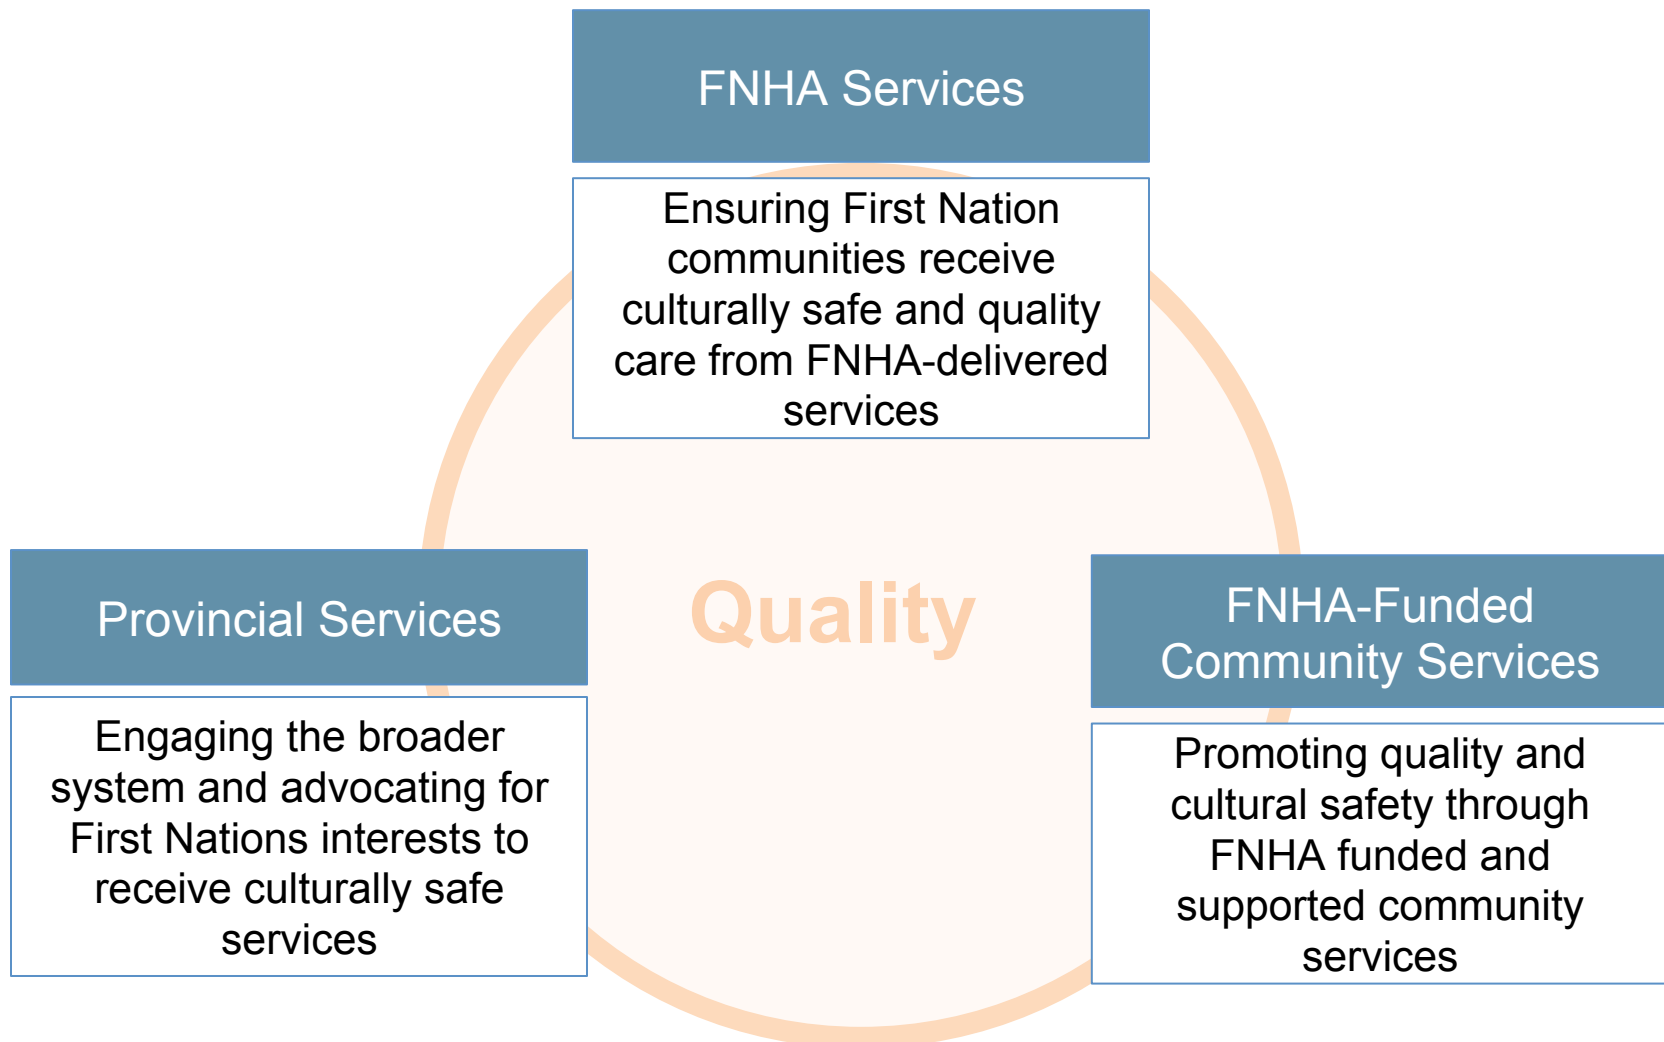 FNHA Services
Ensuring First Nation
communities receive
culturally safe and quality
care from FNHA-delivered
services
Quality
Provincial Services
Engaging the broader
system and advocating for
First Nations interests to
receive culturally safe
services
FNHA-Funded
Community Services
Promoting quality and
cultural safety through
FNHA funded and
supported community
services